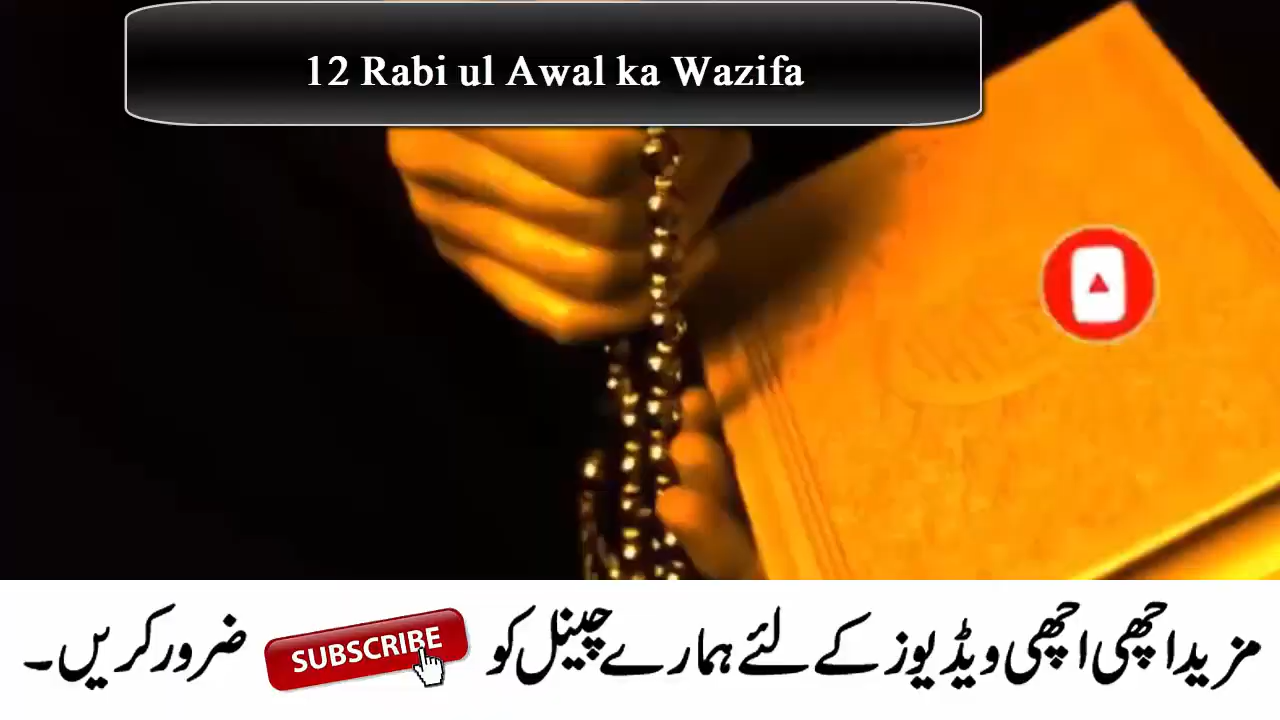 12 Rabi ul Awal ka Wazifa
مزید اچھی اچھی ویڈیوز کے لئے ہمارے چینل کو SUBSCRIBE ضرور کریں۔